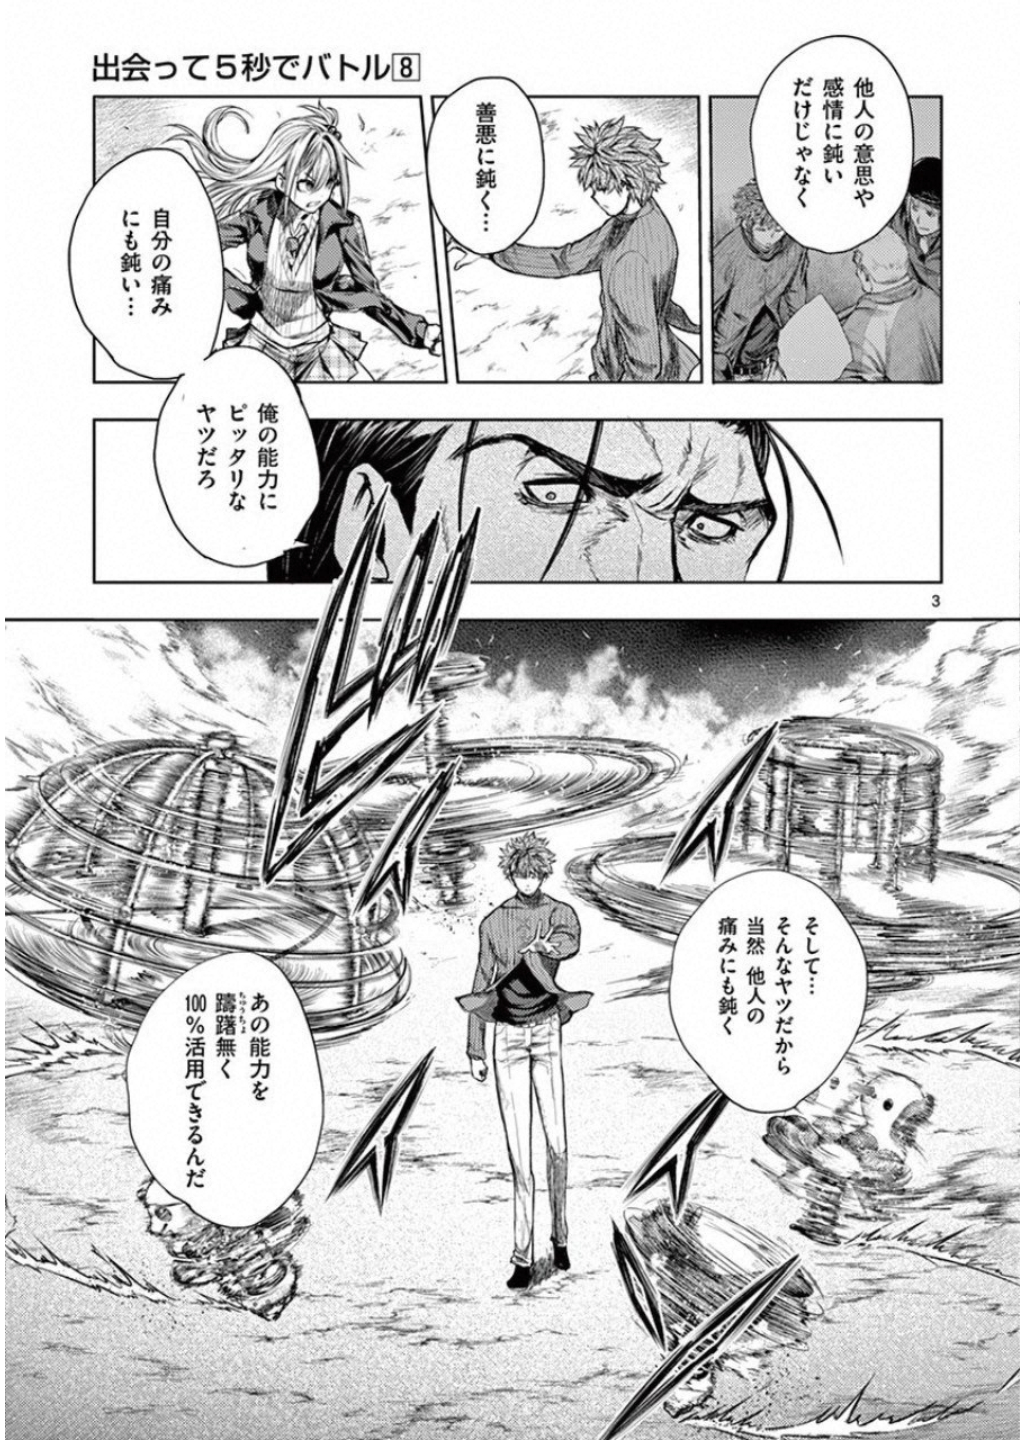 出会って5秒でバトル8
他人の意思や
感情に鈍い
だけじゃなく
善悪に鈍く…
自分の痛み
にも鈍い…
俺の能力に
ピッタリな
ヤツだろ
3
そして…
そんなヤツだから
当然 他人の
痛みにも鈍く
あの能力を
躊躇無く
ちゅうちょ
100%活用できるんだ